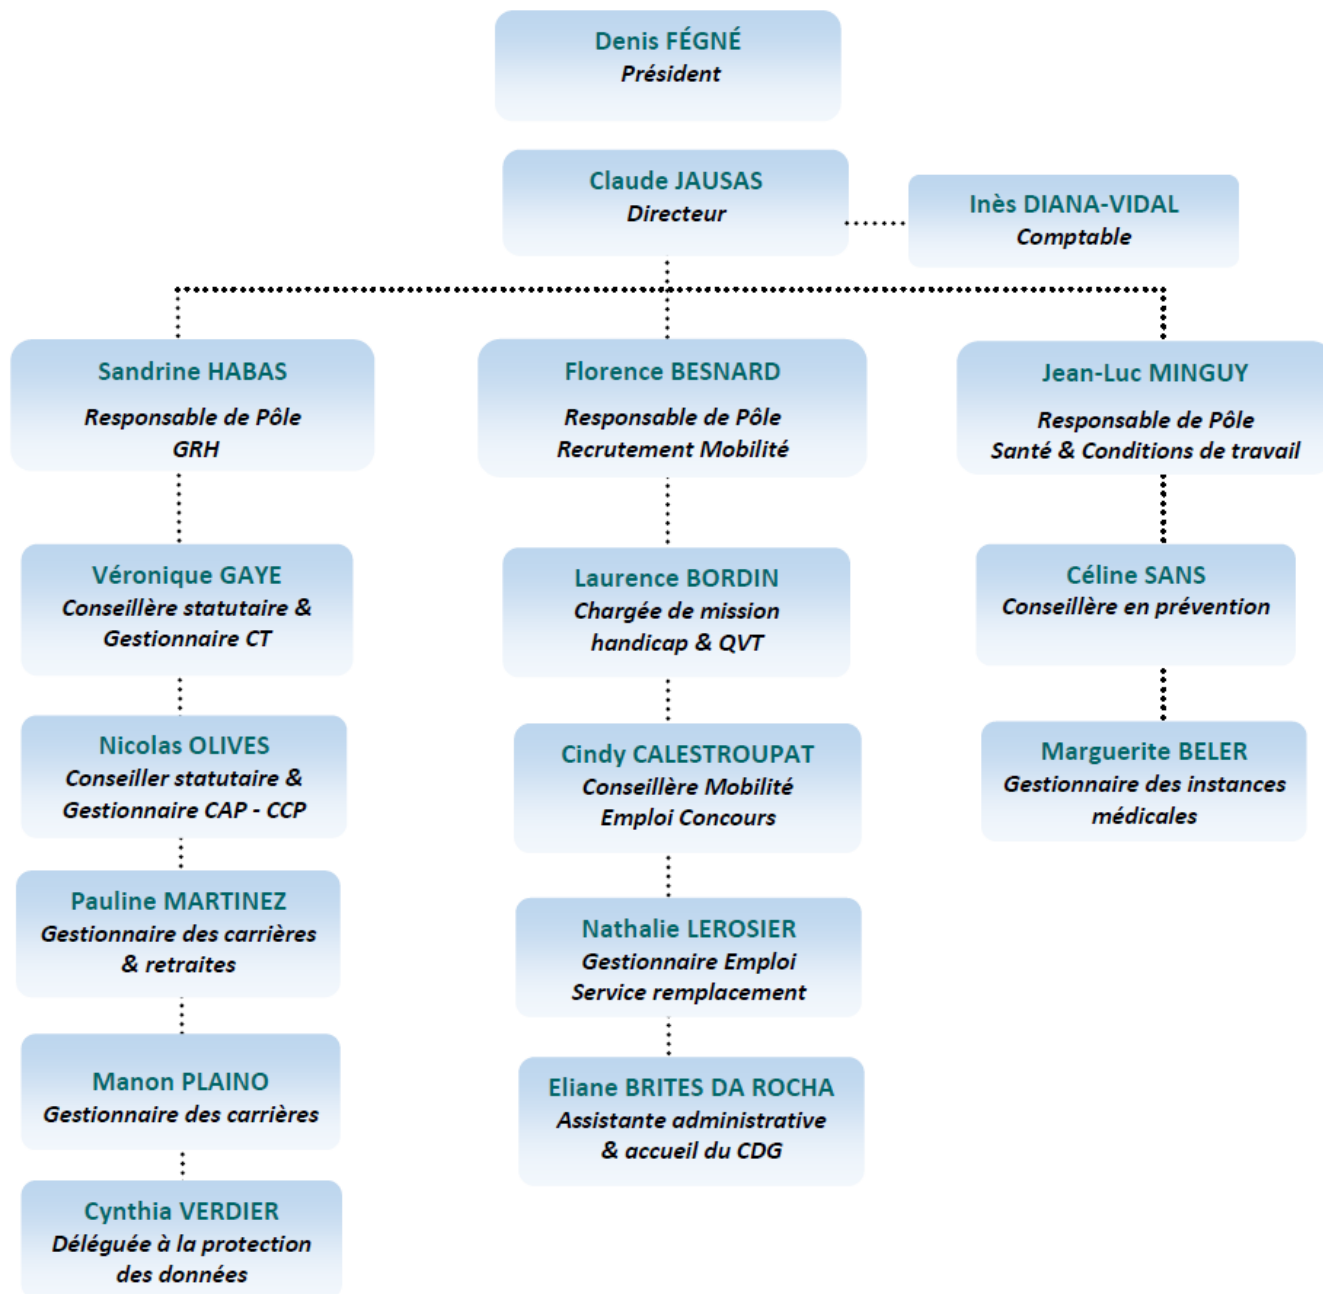 Denis FÉGNÉ
Président
Claude JAUSAS
Directeur
Inès DIANA-VIDAL
Comptable
Sandrine HABAS
Responsable de Pôle
GRH
Florence BESNARD
Responsable de Pôle
Recrutement Mobilité
Jean-Luc MINGUY
Responsable de Pôle
Santé & Conditions de travail
Véronique GAYE
Conseillère statutaire &
Gestionnaire CT
Nicolas OLIVES
Conseiller statutaire &
Gestionnaire CAP - CCP
Pauline MARTINEZ
Gestionnaire des carrières
& retraites
Manon PLAINO
Gestionnaire des carrières
Cynthia VERDIER
Déléguée à la protection
des données
Laurence BORDIN
Chargée de mission
handicap & QVT
Cindy CALESTROUPAT
Conseillère Mobilité
Emploi Concours
Nathalie LEROSIER
Gestionnaire Emploi
Service remplacement
Eliane BRITES DA ROCHA
Assistante administrative
& accueil du CDG
Céline SANS
Conseillère en prévention
Marguerite BELER
Gestionnaire des instances
médicales